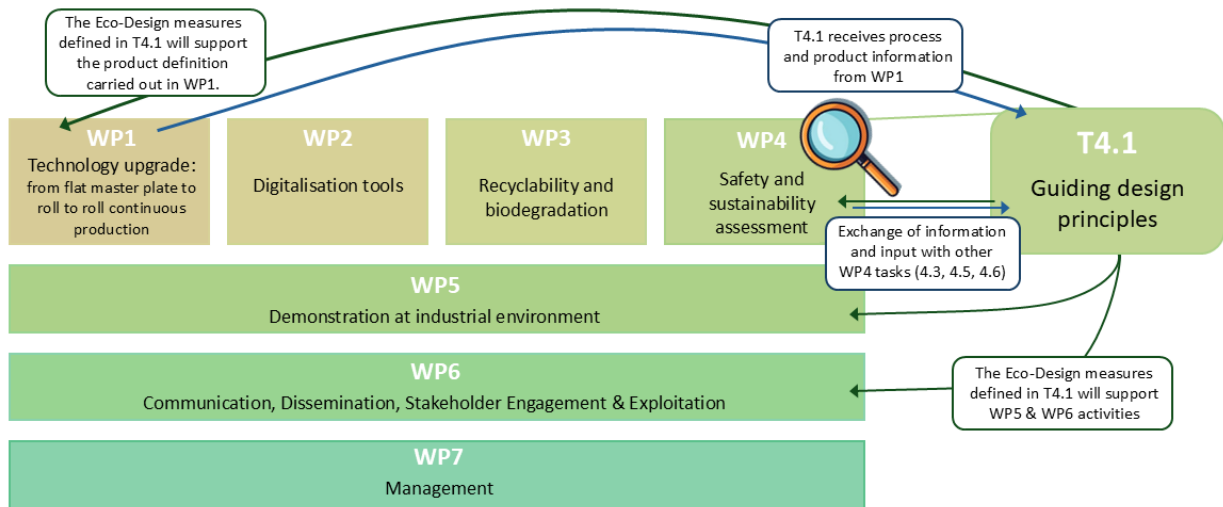 The Eco-Design measures
defined in T4.1 will support
the product definition
carried out in WP1.
T4.1 receives process
and product information
from WP1
WP1
Technology upgrade:
from flat master plate to
roll to roll continuous
production
WP2
Digitalisation tools
WP3
Recyclability and
biodegradation
WP4
Safety and
sustainability
assessment
T4.1
Guiding design
principles
Exchange of information
and input with other
WP4 tasks (4.3, 4.5, 4.6)
WP5
Demonstration at industrial environment
WP6
Communication, Dissemination, Stakeholder Engagement & Exploitation
The Eco-Design measures
defined in T4.1 will support
WP5 & WP6 activities
WP7
Management